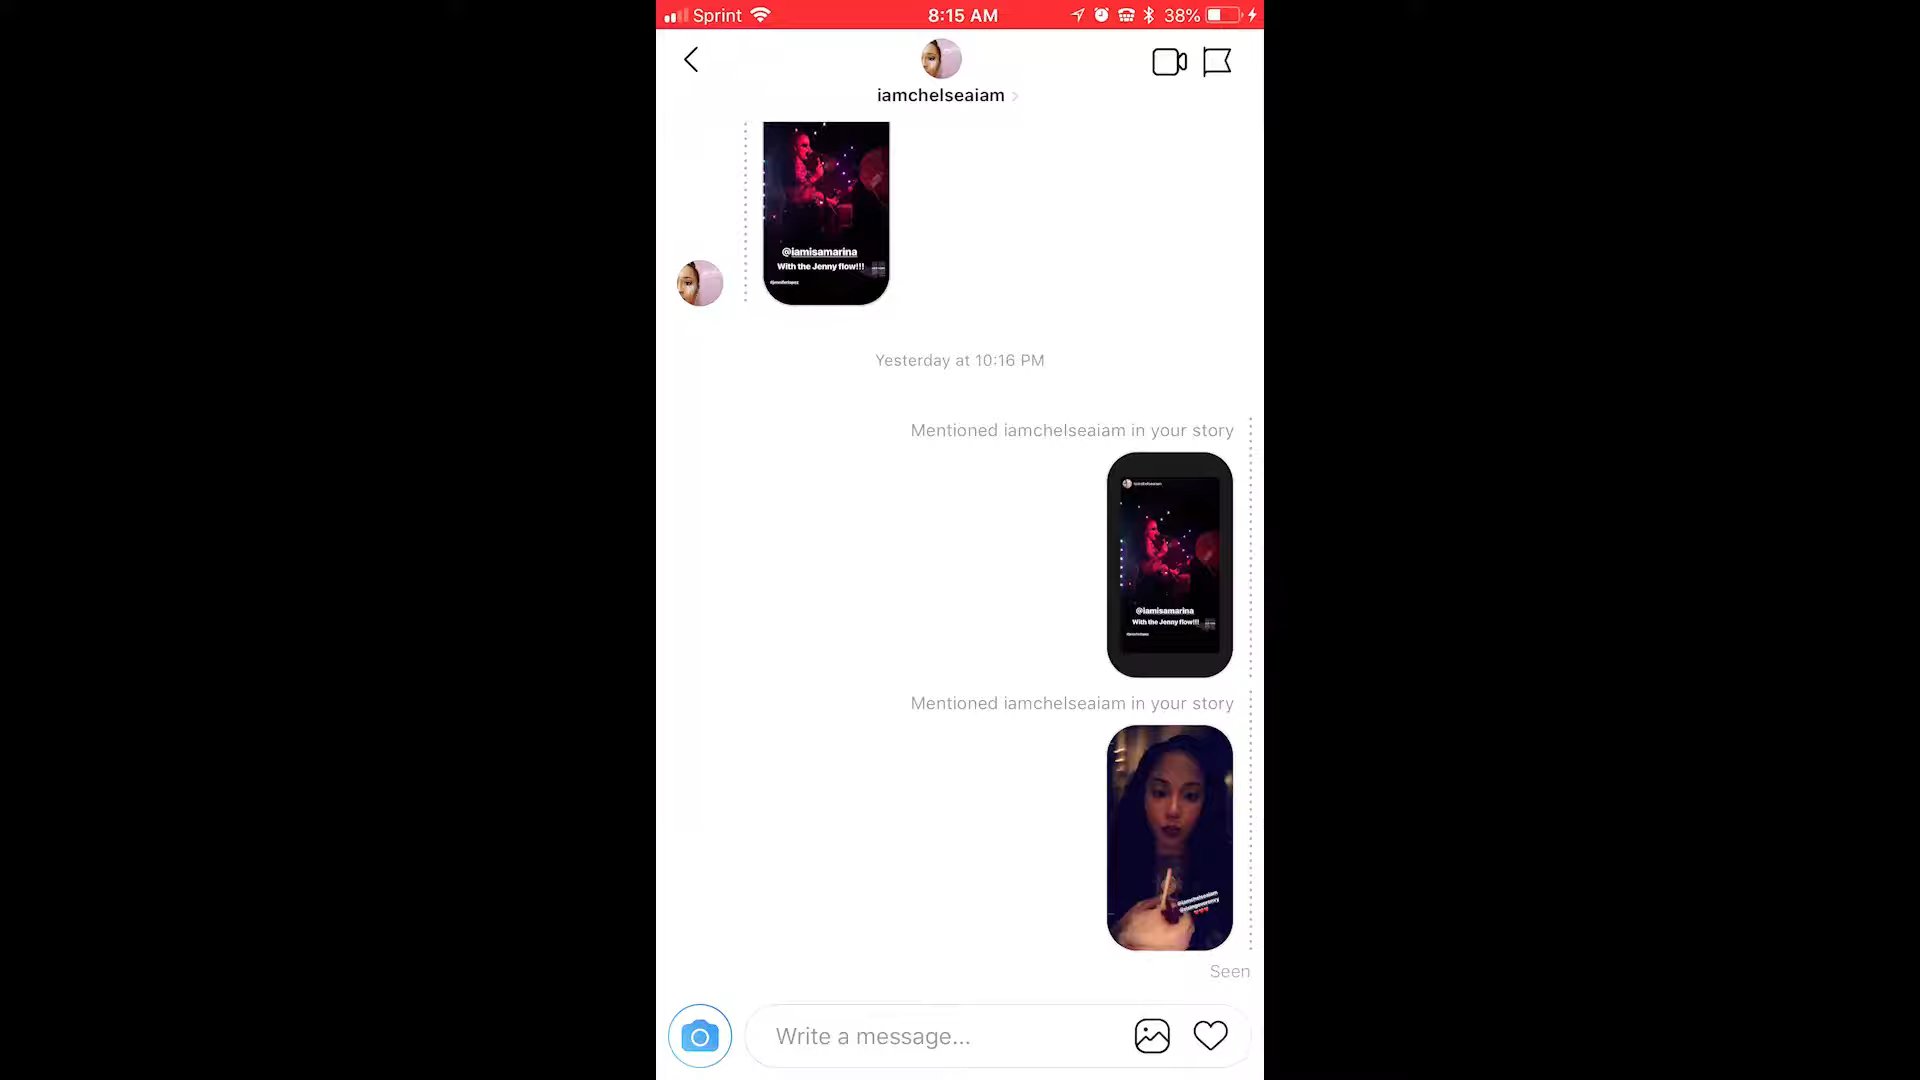 Sprint 8:15 AM 38%
iamchelseaiam
@iamisamarina
With the Jenny flow!!!
Yesterday at 10:16 PM
Mentioned iamchelseaiam in your story
@iamisamarina
With the Jenny flow!!!
Mentioned iamchelseaiam in your story
@iamchelseaiam
Seen
Write a message...